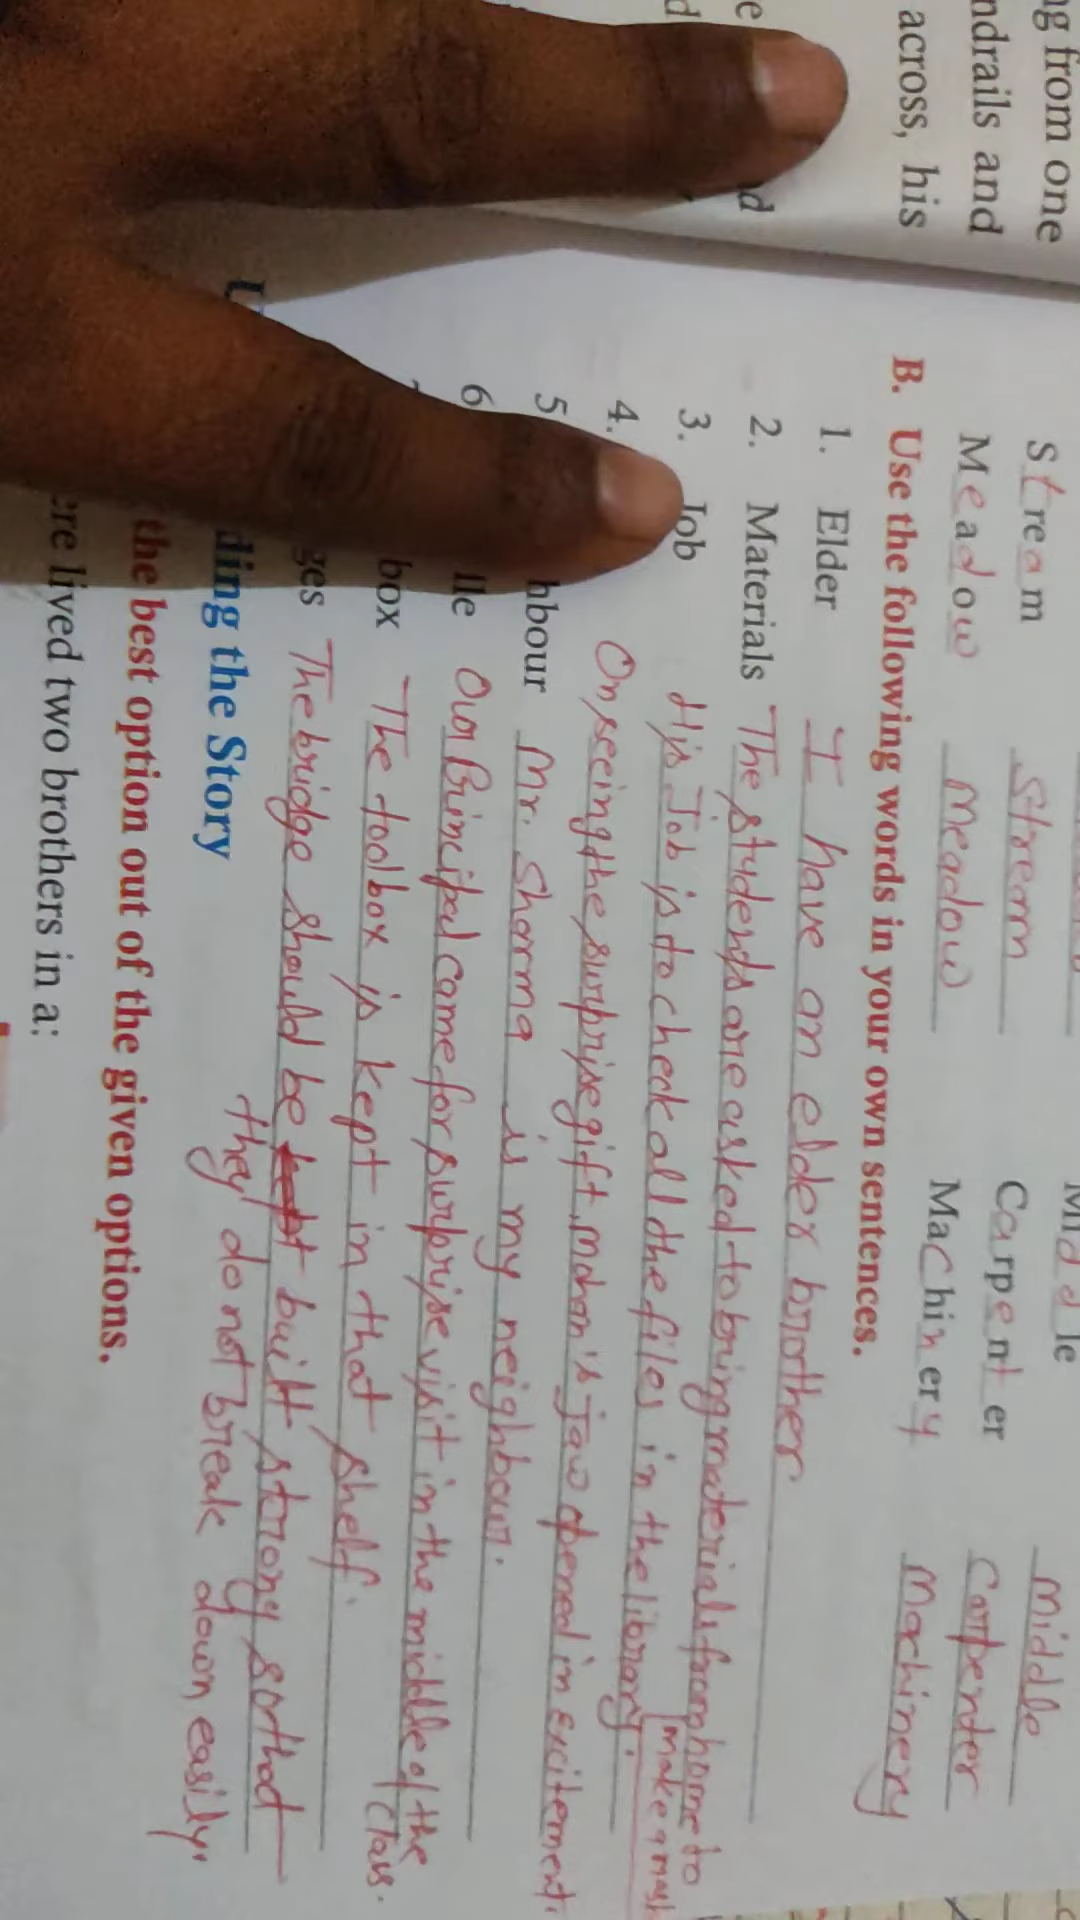 ng from one
ndrails and
across, his
e
d
d
Middle middle
Stream Stream Carpenter Carpenter
Meadow Meadow Machinery Machinery
B. Use the following words in your own sentences.
1. Elder I have an elder brother
2. Materials The students are asked to bring materials from home to make a mask
3. Job His Job is to check all the files in the library.
4. On seeing the surprise gift, mohan's jaw opened in excitement.
5 hbour Mr. Sharma is my neighbour.
6 lle Our Principal came for surprise visit in the middle of the class.
box The toolbox is kept in that shelf.
ges The bridge should be kept built strong so that
they do not break down easily.
ding the Story
the best option out of the given options.
ere lived two brothers in a: